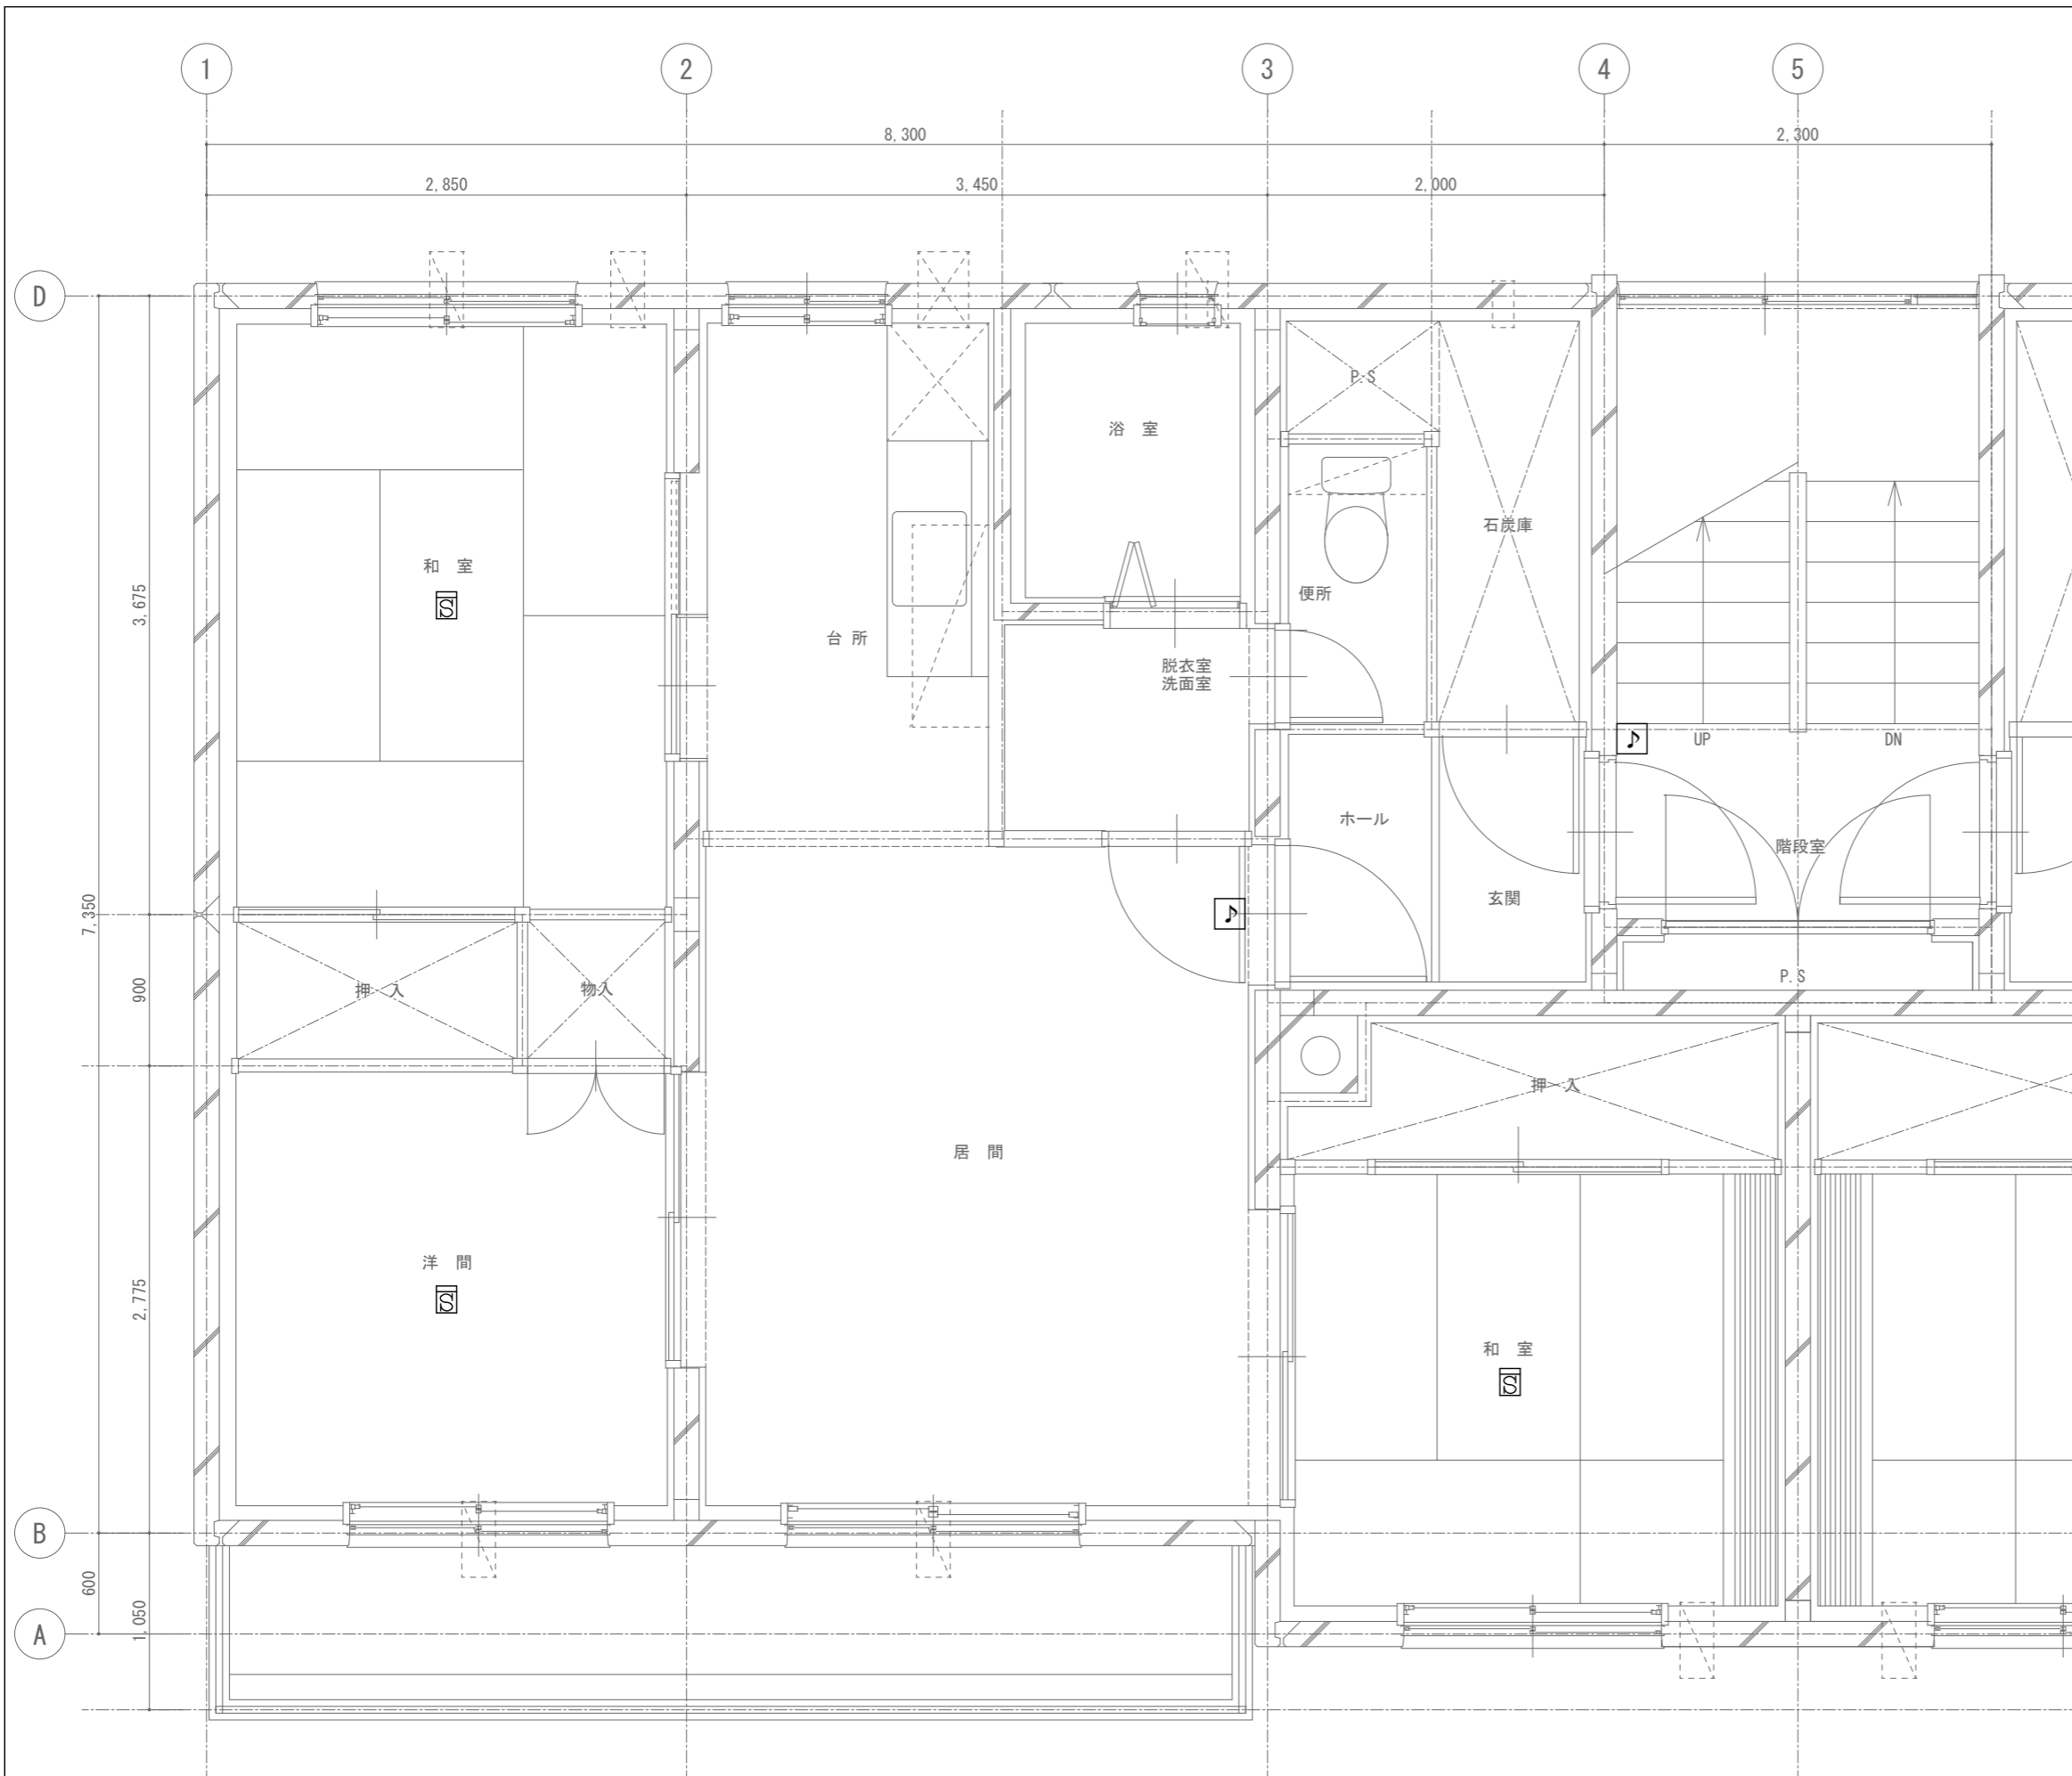 1
2
3
4
5
8,300
2,300
2,850
3,450
2,000
D
P.S
浴 室
石炭庫
和 室
S
便所
3,675
台 所
脱衣室
洗面室
♪
UP
DN
ホール
階段室
玄関
7,350
♪
P.S
900
押 入
物入
押 入
居 間
洋 間
S
2,775
和 室
S
B
600
1,050
A